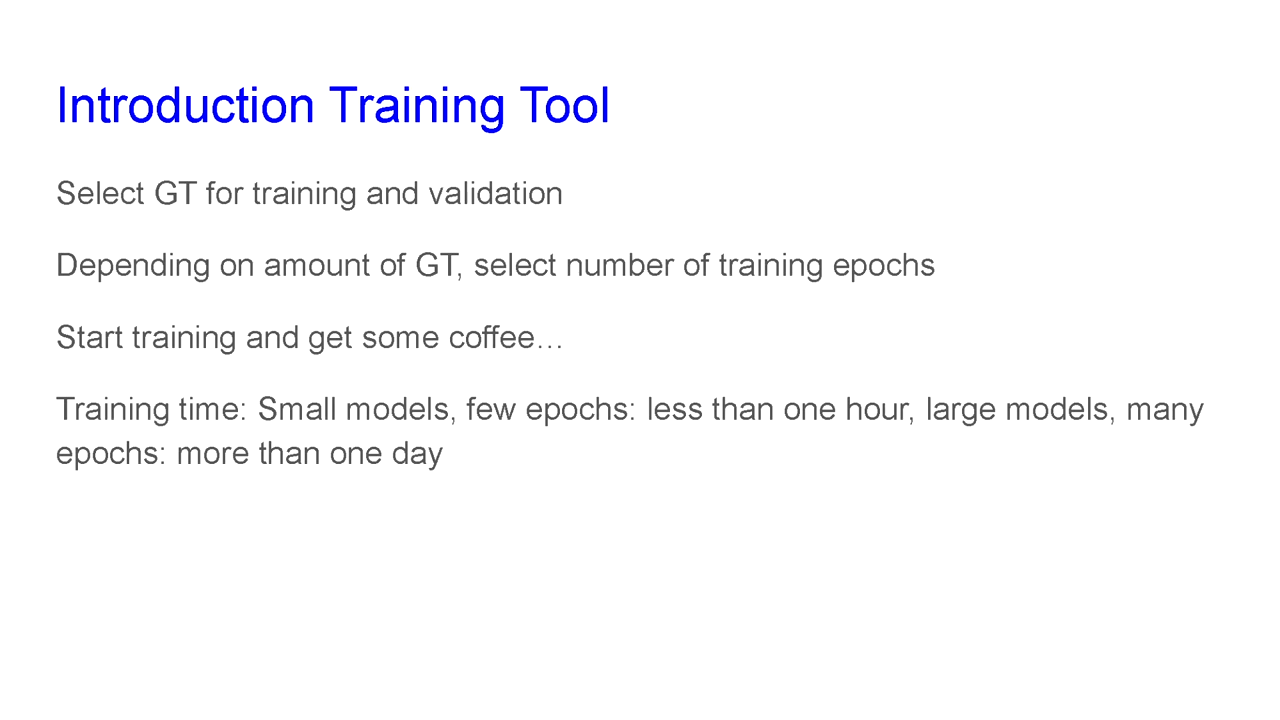 Introduction Training Tool
Select GT for training and validation
Depending on amount of GT, select number of training epochs
Start training and get some coffee…
Training time: Small models, few epochs: less than one hour, large models, many
epochs: more than one day